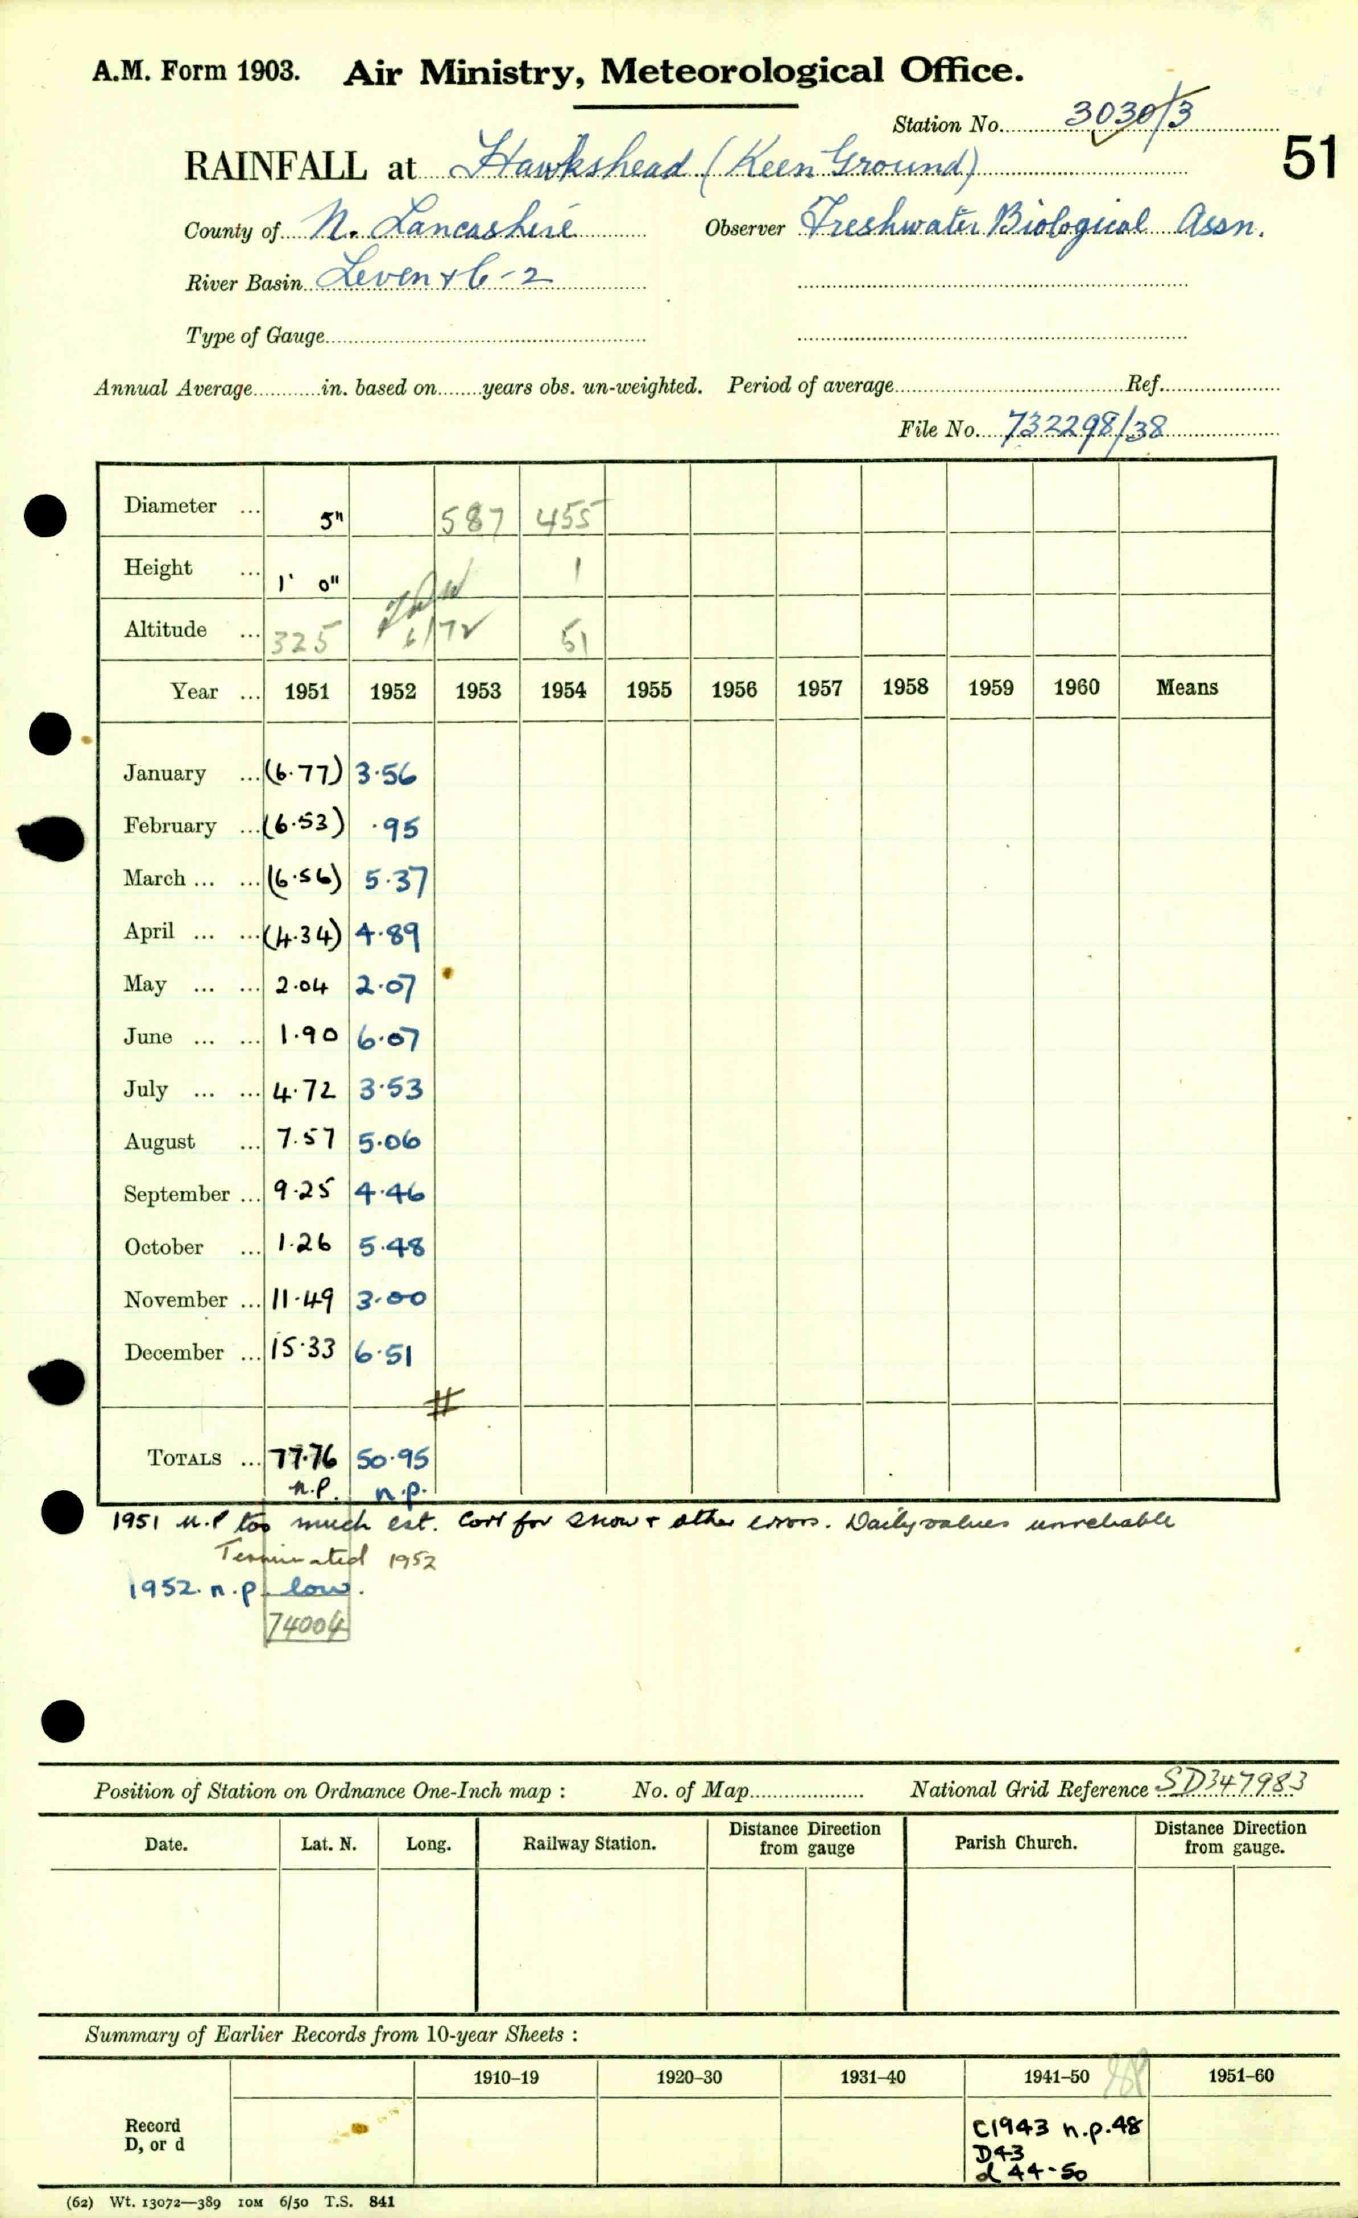 A.M. Form 1903. Air Ministry, Meteorological Office.
Station No. 3030/3
51
RAINFALL at Hawkshead (Keen Ground)
County of N. Lancashire Observer Freshwater Biological Assn.
River Basin Leven & C-2
Type of Gauge
Annual Average in. based on years obs. un-weighted. Period of average Ref.
File No. 732298/38
Diameter ... 5" 587 455
Height ... 1' 0" 1
Altitude ... 325 6/72 51
Year ... 1951 1952 1953 1954 1955 1956 1957 1958 1959 1960 Means
January ... (6.77) 3.56
February ... (6.53) .95
March ... ... (6.56) 5.37
April ... ... (4.34) 4.89
May ... ... 2.04 2.07
June ... ... 1.90 6.07
July ... ... 4.72 3.53
August ... 7.57 5.06
September ... 9.25 4.46
October ... 1.26 5.48
November ... 11.49 3.00
December ... 15.33 6.51
#
TOTALS ... 77.76 50.95
n.p. n.p.
1951 n.p too much est. Corr for snow & other errors. Daily values unreliable
Terminated 1952
1952. n.p. low.
74004
Position of Station on Ordnance One-Inch map : No. of Map National Grid Reference SD347983
Date. Lat. N. Long. Railway Station. Distance from Direction gauge Parish Church. Distance from Direction gauge.
Summary of Earlier Records from 10-year Sheets :
1910–19 1920–30 1931–40 1941–50 1951–60
Record D, or d
C1943 n.p.48
D43
d 44-50
(62) Wt. 13072—389 10M 6/50 T.S. 841